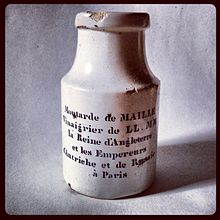 Moutarde de MAILLE
Vinaigrier de LL. MM
la Reine d'Angleterre
et les Empereurs
d'Autriche et de Russie
à Paris